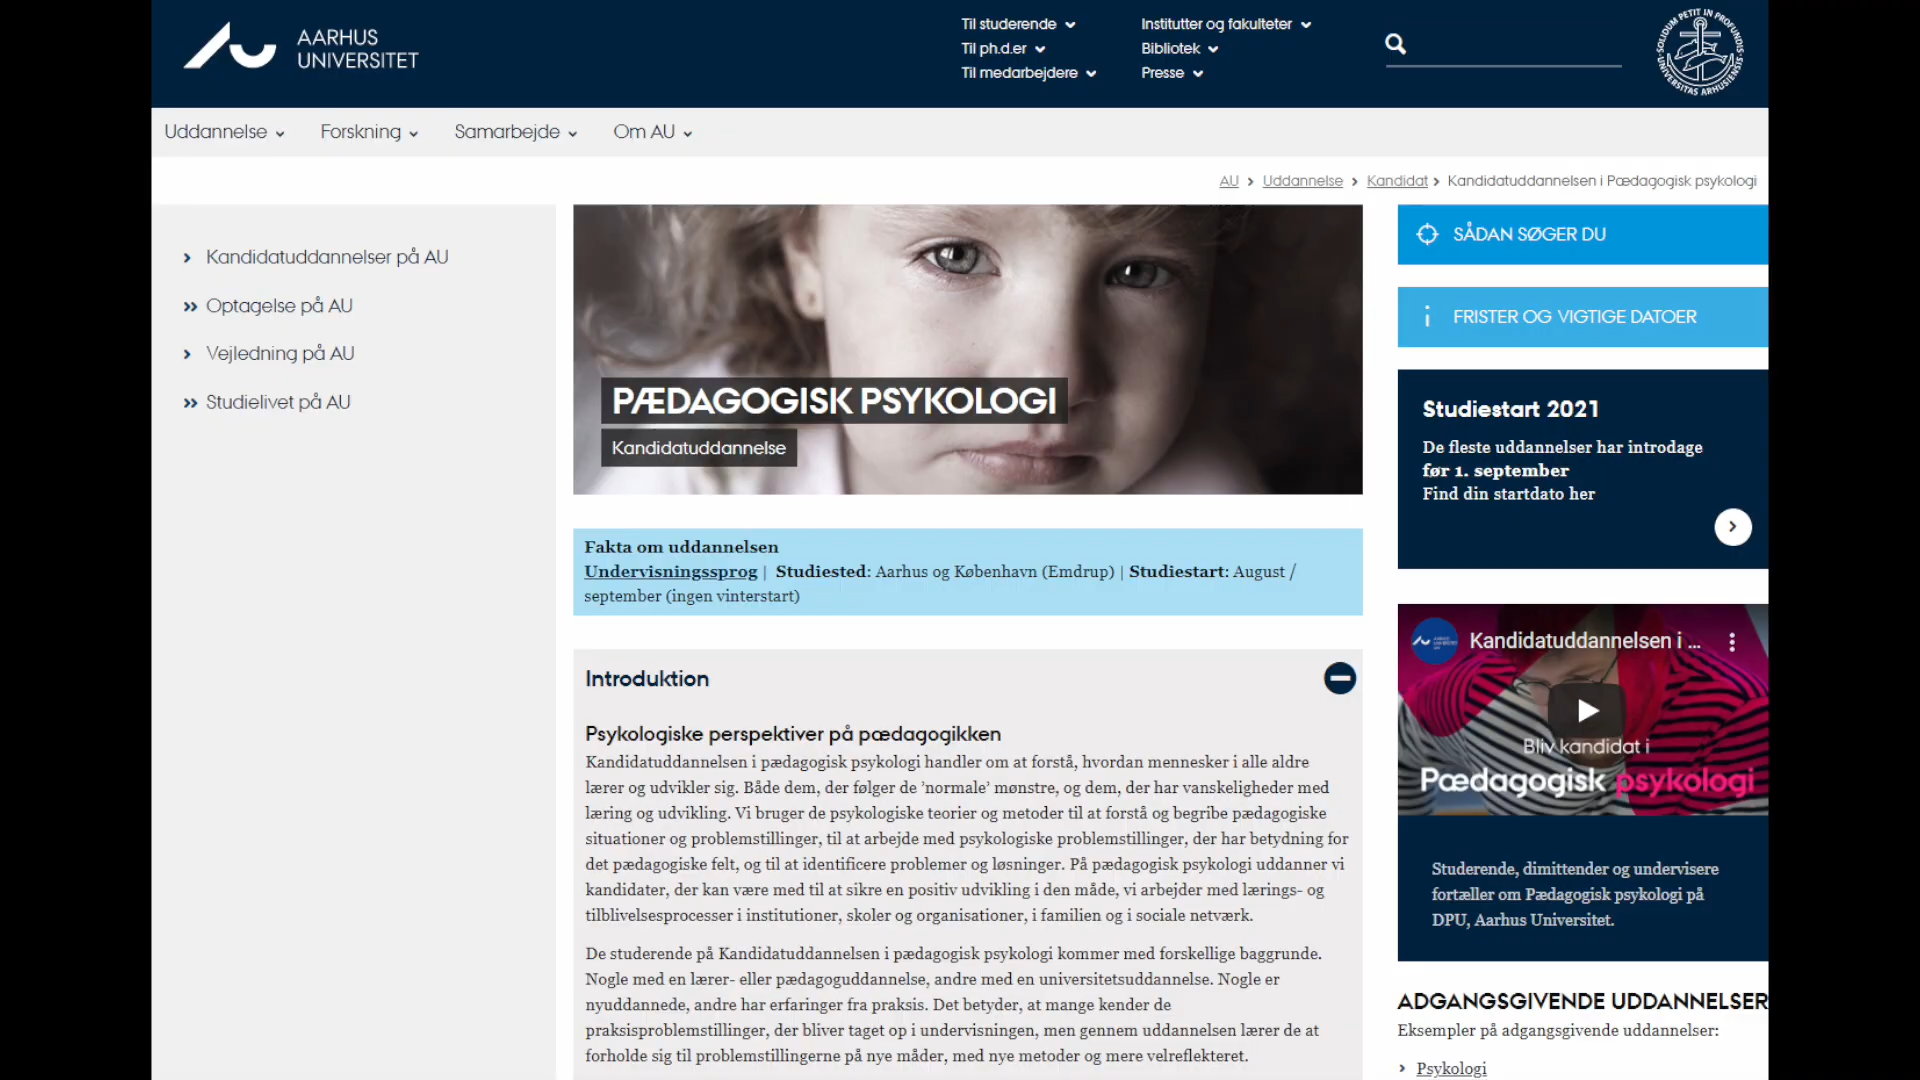 AARHUS
UNIVERSITET
Til studerende
Til ph.d.er
Til medarbejdere
Institutter og fakulteter
Bibliotek
Presse
SOLIDUM PETIT IN PROFUNDIS
UNIVERSITAS ARHUSIENSIS
Uddannelse
Forskning
Samarbejde
Om AU
AU > Uddannelse > Kandidat > Kandidatuddannelsen i Pædagogisk psykologi
Kandidatuddannelser på AU
Optagelse på AU
Vejledning på AU
Studielivet på AU
PÆDAGOGISK PSYKOLOGI
Kandidatuddannelse
Fakta om uddannelsen
Undervisningssprog | Studiested: Aarhus og København (Emdrup) | Studiestart: August /
september (ingen vinterstart)
Introduktion
Psykologiske perspektiver på pædagogikken
Kandidatuddannelsen i pædagogisk psykologi handler om at forstå, hvordan mennesker i alle aldre
lærer og udvikler sig. Både dem, der følger de ’normale’ mønstre, og dem, der har vanskeligheder med
læring og udvikling. Vi bruger de psykologiske teorier og metoder til at forstå og begribe pædagogiske
situationer og problemstillinger, til at arbejde med psykologiske problemstillinger, der har betydning for
det pædagogiske felt, og til at identificere problemer og løsninger. På pædagogisk psykologi uddanner vi
kandidater, der kan være med til at sikre en positiv udvikling i den måde, vi arbejder med lærings- og
tilblivelsesprocesser i institutioner, skoler og organisationer, i familien og i sociale netværk.
De studerende på Kandidatuddannelsen i pædagogisk psykologi kommer med forskellige baggrunde.
Nogle med en lærer- eller pædagoguddannelse, andre med en universitetsuddannelse. Nogle er
nyuddannede, andre har erfaringer fra praksis. Det betyder, at mange kender de
praksisproblemstillinger, der bliver taget op i undervisningen, men gennem uddannelsen lærer de at
forholde sig til problemstillingerne på nye måder, med nye metoder og mere velreflekteret.
SÅDAN SØGER DU
FRISTER OG VIGTIGE DATOER
Studiestart 2021
De fleste uddannelser har introdage
før 1. september
Find din startdato her
Kandidatuddannelsen i ...
Bliv kandidat i
Pædagogisk psykologi
Studerende, dimittender og undervisere
fortæller om Pædagogisk psykologi på
DPU, Aarhus Universitet.
ADGANGSGIVENDE UDDANNELSER
Eksempler på adgangsgivende uddannelser:
Psykologi